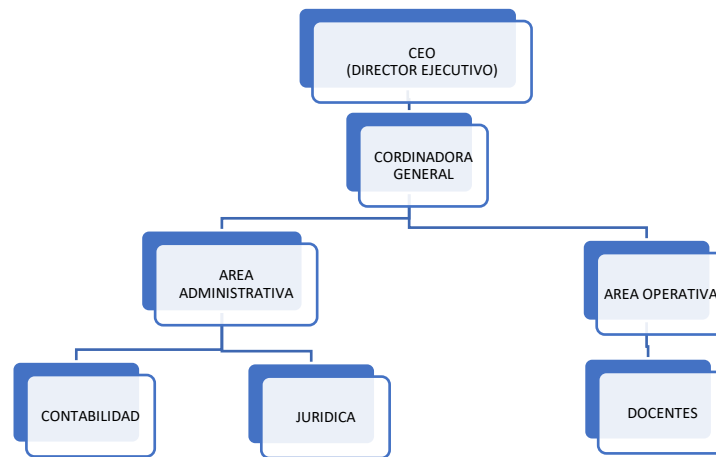 CEO
(DIRECTOR EJECUTIVO)
CORDINADORA
GENERAL
AREA
ADMINISTRATIVA
AREA OPERATIVA
CONTABILIDAD
JURIDICA
DOCENTES